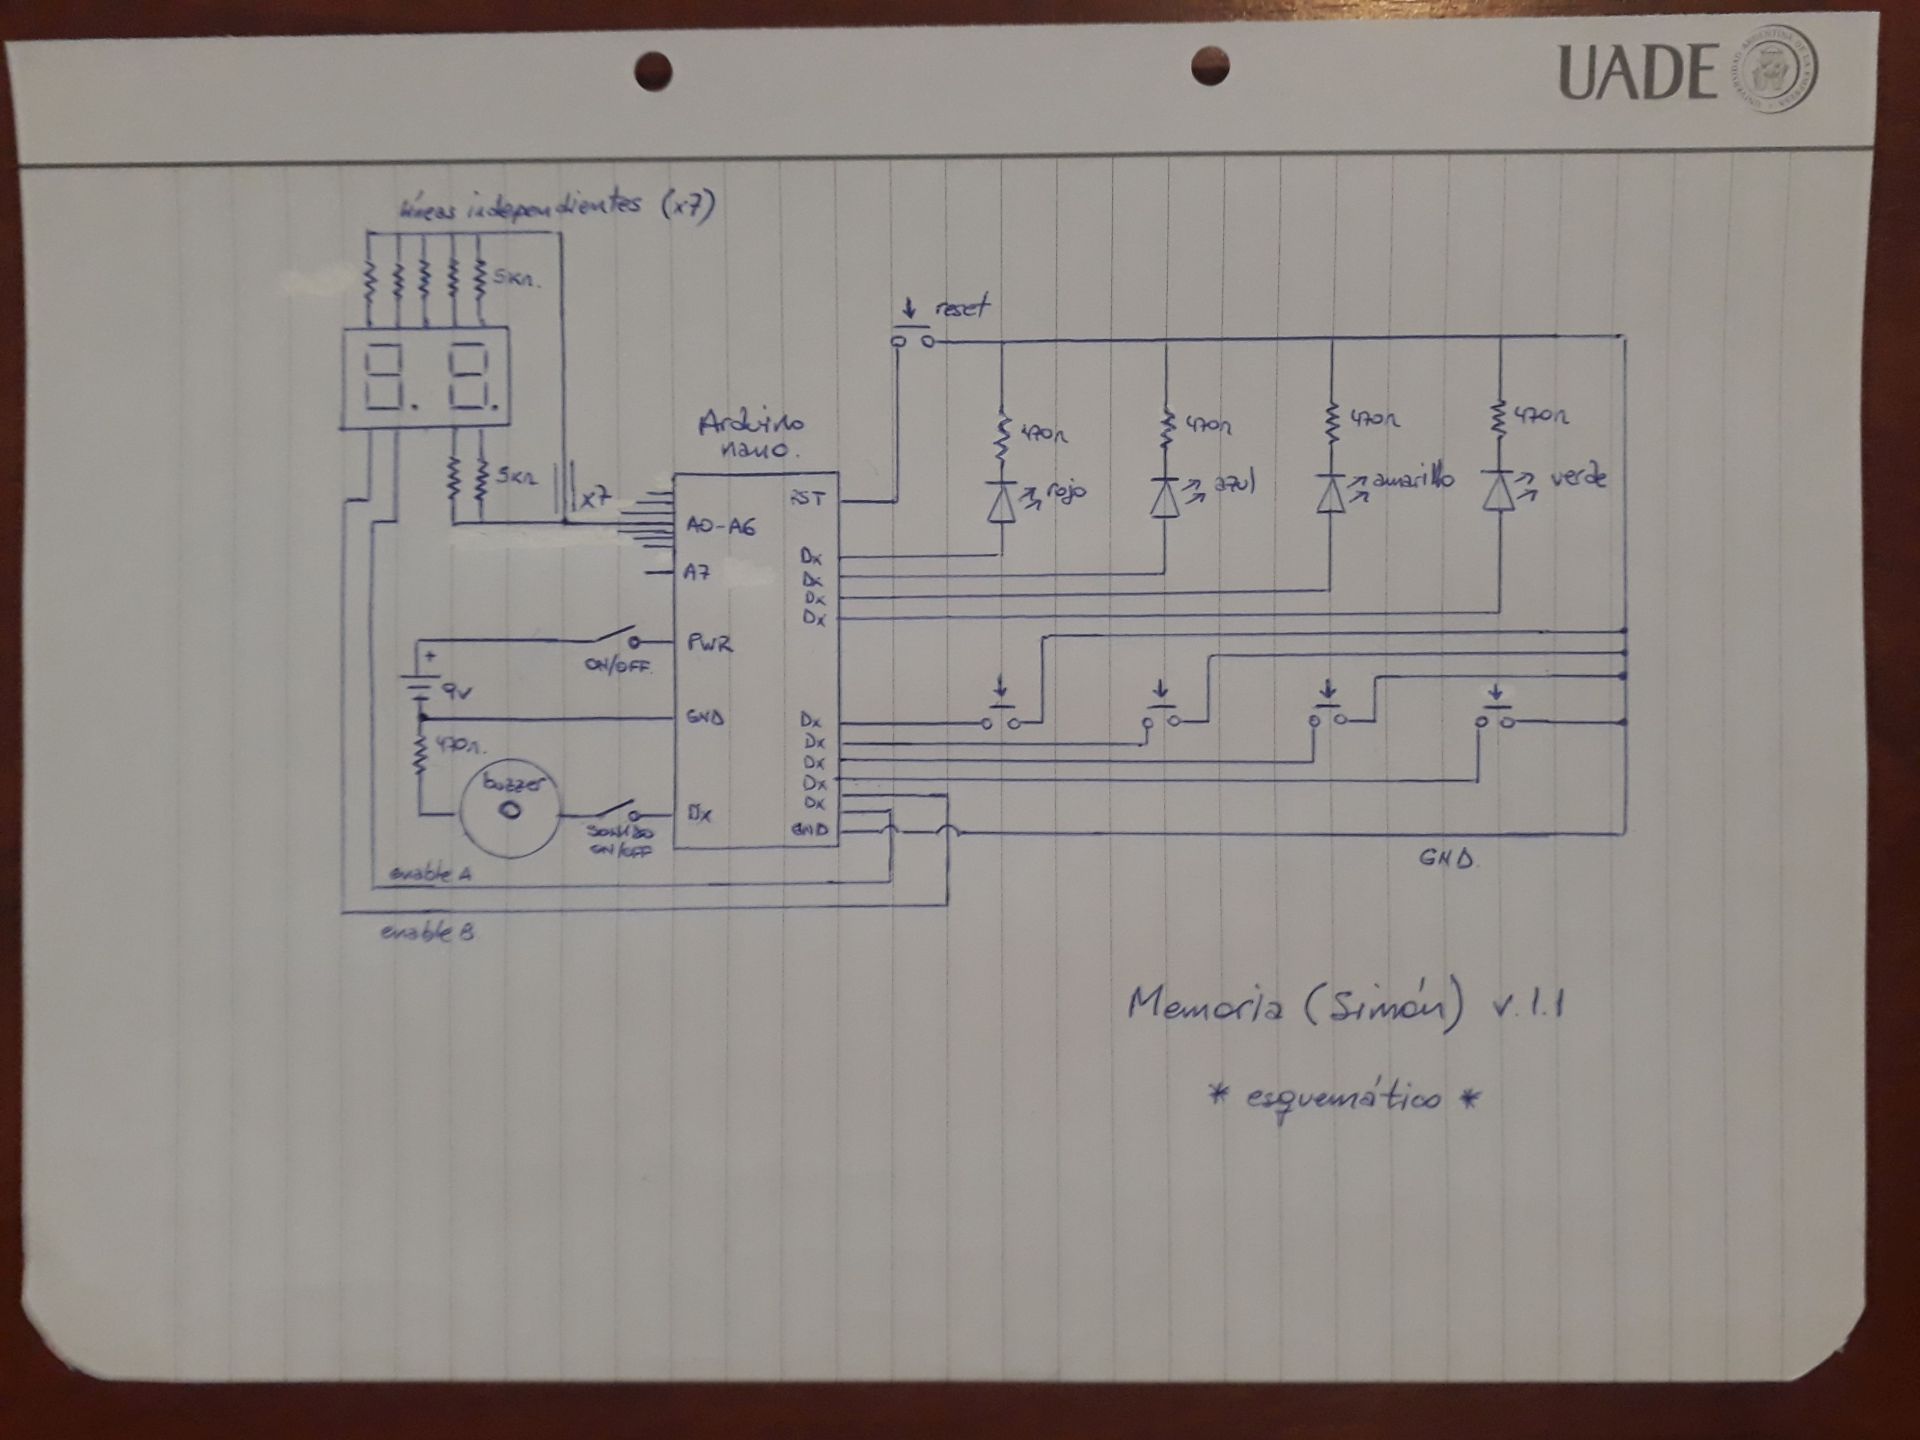 UADE
líneas independientes (x7)
5KΩ.
reset
Arduino
nano.
470Ω
470Ω
470Ω
470Ω
5KΩ
x7
RST
rojo
azul
amarillo
verde
A0-A6
Dx
A7
Dx
Dx
Dx
PWR
ON/OFF
+
9v
GND
Dx
470Ω.
Dx
Dx
buzzer
Dx
Dx
Dx
SONIDO
ON/OFF
GND
GND.
enable A
enable B
Memoria (Simón) v.1.1
* esquemático *